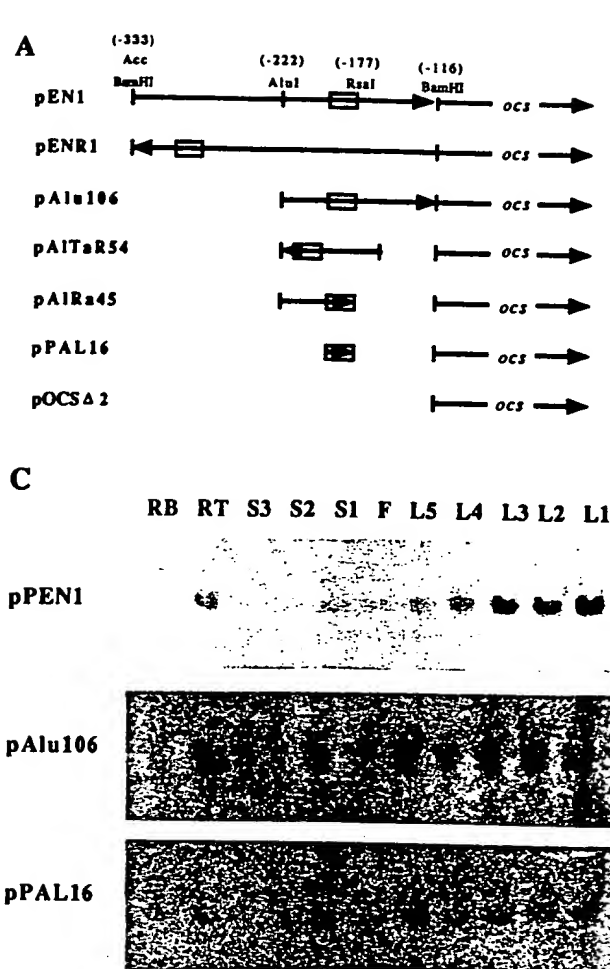 A
(-333)
Acc
BamHI
(-222)
AluI
(-177)
RsaI
(-116)
BamHI
pEN1
ocs
pENR1
ocs
pAlu106
ocs
pAlTaR54
ocs
pAlRa45
ocs
pPAL16
ocs
pOCSΔ2
ocs
C
RB RT S3 S2 S1 F L5 L4 L3 L2 L1
pPEN1
pAlu106
pPAL16